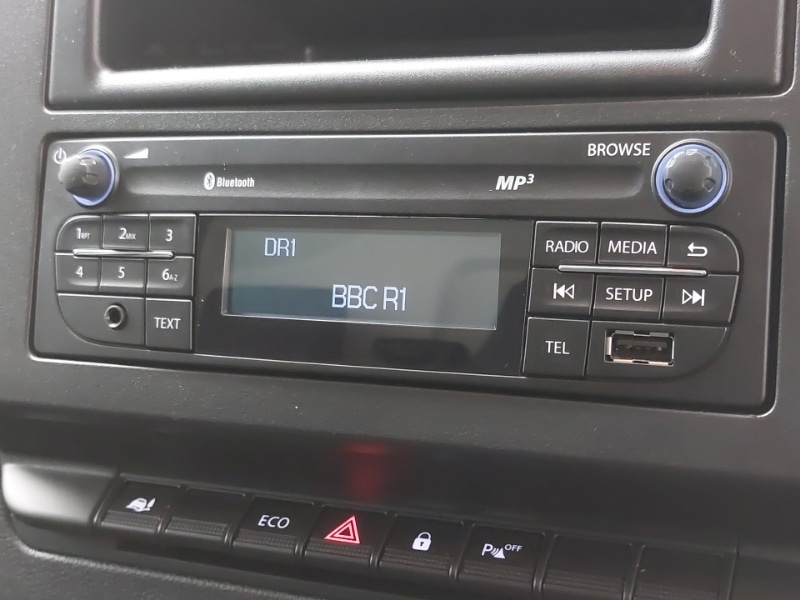 BROWSE
Bluetooth
MP3
1RPT 2MIX 3
4 5 6A-Z
TEXT
DR1
BBC R1
RADIO MEDIA
SETUP
TEL
ECO
P OFF